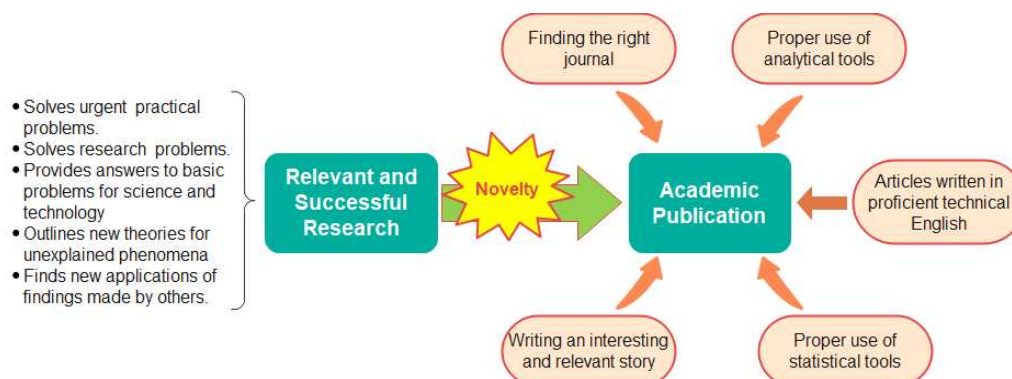 • Solves urgent practical
problems.
• Solves research problems.
• Provides answers to basic
problems for science and
technology
• Outlines new theories for
unexplained phenomena
• Finds new applications of
findings made by others.
Relevant and
Successful
Research
Novelty
Academic
Publication
Finding the right
journal
Proper use of
analytical tools
Articles written in
proficient technical
English
Writing an interesting
and relevant story
Proper use of
statistical tools